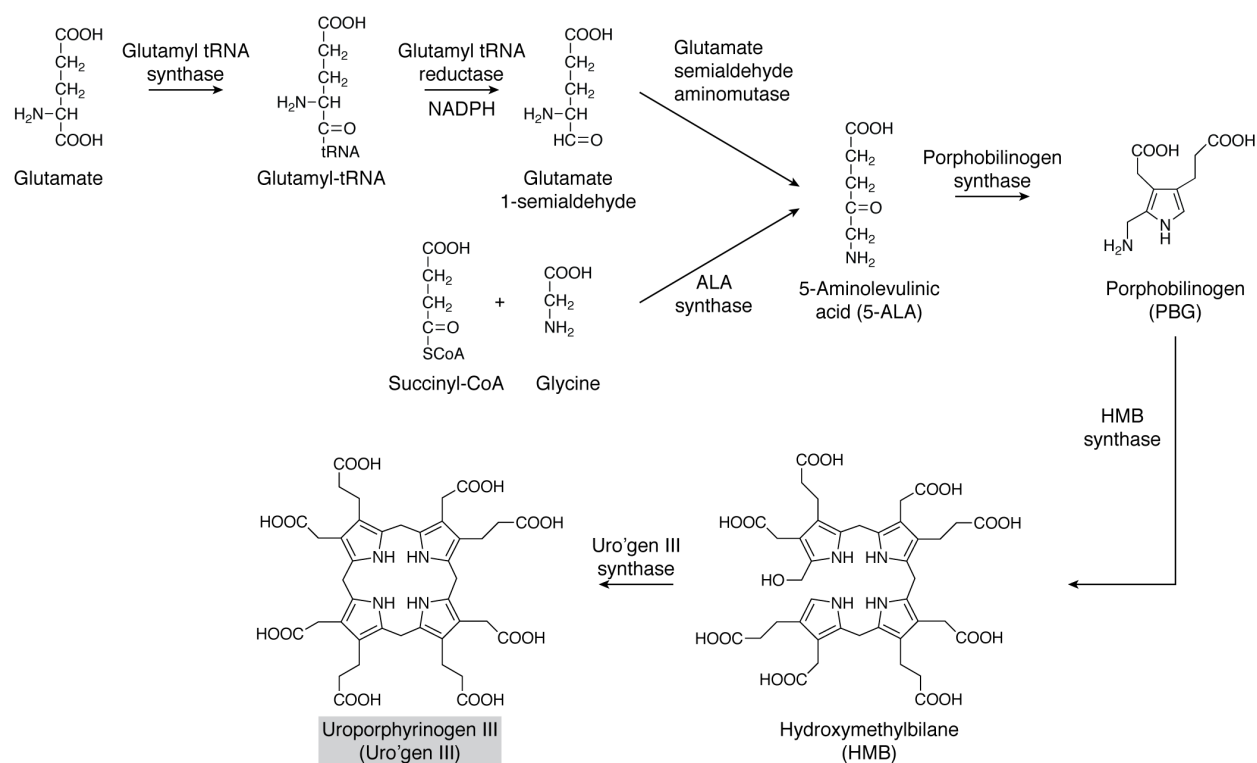 COOH
CH2
CH2
H2N-CH
COOH
Glutamate
Glutamyl tRNA
synthase
COOH
CH2
CH2
H2N-CH
C=O
tRNA
Glutamyl-tRNA
Glutamyl tRNA
reductase
NADPH
COOH
H2N
HC=O
Glutamate
1-semialdehyde
Glutamate
semialdehyde
aminomutase
COOH
CH2
CH2
C=O
SCoA
Succinyl-CoA
+
COOH
CH2
NH2
Glycine
ALA
synthase
COOH
CH2
CH2
C=O
CH2
NH2
5-Aminolevulinic
acid (5-ALA)
Porphobilinogen
synthase
COOH
COOH
N
H
H2N
Porphobilinogen
(PBG)
HMB
synthase
COOH
COOH
HOOC
COOH
NH HN
HO
NH HN
HOOC
COOH
HOOC
COOH
Hydroxymethylbilane
(HMB)
Uro'gen III
synthase
COOH
COOH
HOOC
COOH
NH HN
NH HN
HOOC
COOH
COOH
COOH
Uroporphyrinogen III
(Uro'gen III)